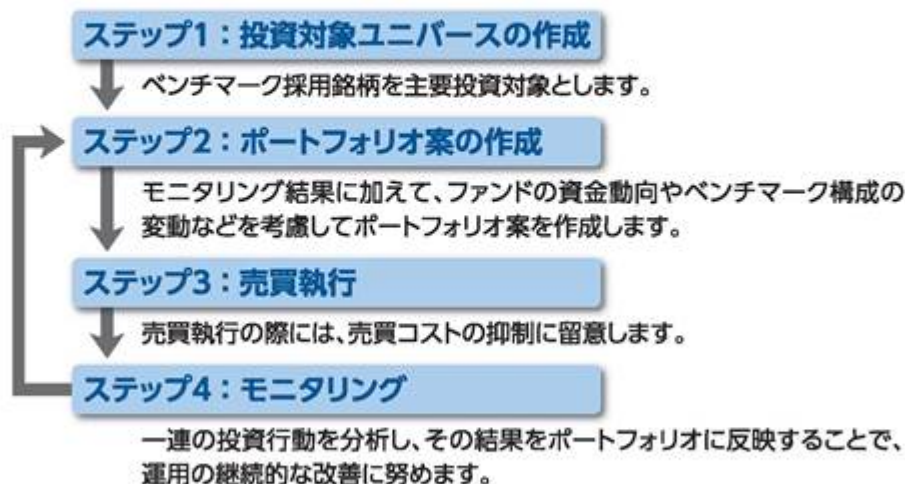 ステップ1：投資対象ユニバースの作成
ベンチマーク採用銘柄を主要投資対象とします。
ステップ2：ポートフォリオ案の作成
モニタリング結果に加えて、ファンドの資金動向やベンチマーク構成の
変動などを考慮してポートフォリオ案を作成します。
ステップ3：売買執行
売買執行の際には、売買コストの抑制に留意します。
ステップ4：モニタリング
一連の投資行動を分析し、その結果をポートフォリオに反映することで、
運用の継続的な改善に努めます。